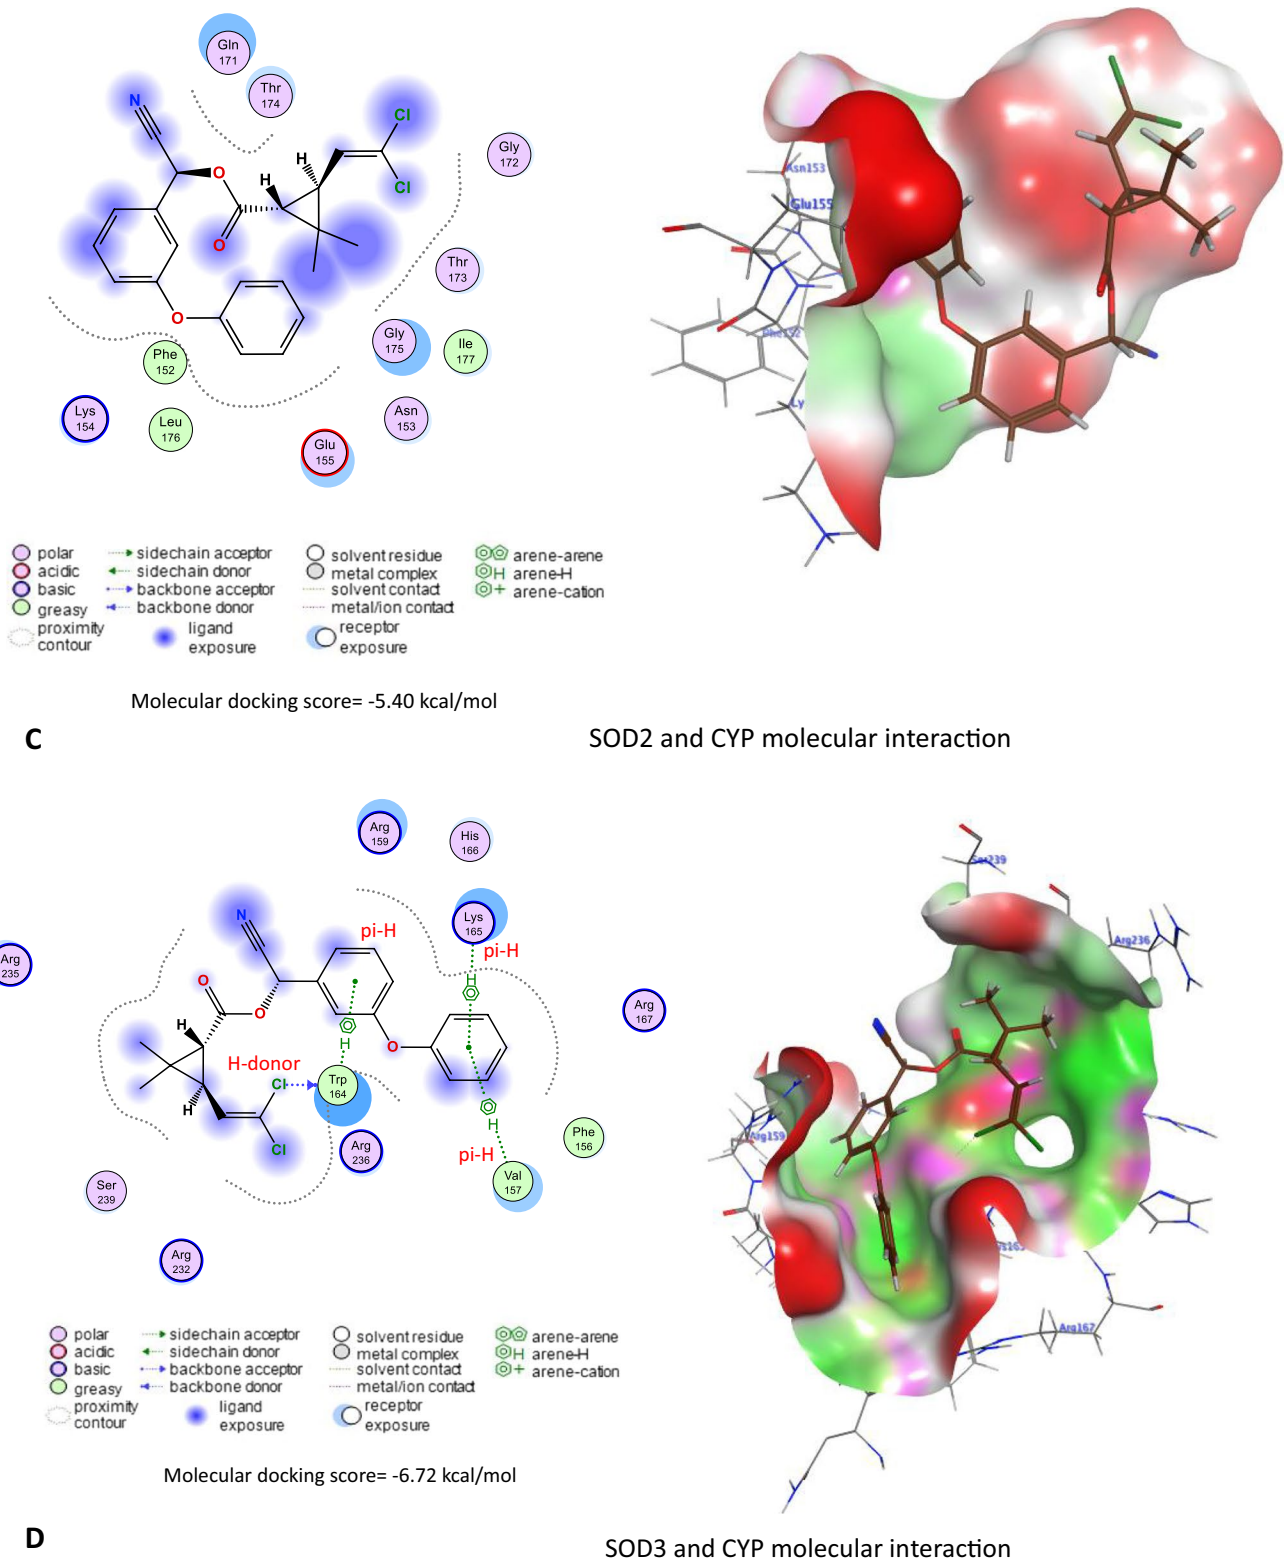 Gln
171
Thr
174
N
Cl
Cl
Gly
172
H
H
O
O
Thr
173
O
Gly
175
Ile
177
Phe
152
Lys
154
Leu
176
Asn
153
Glu
155
Asn153
Glu155
Phe152
Ly
polar
sidechain acceptor
solvent residue
arene-arene
acidic
sidechain donor
metal complex
H
arene-H
basic
backbone acceptor
solvent contact
+
arene-cation
greasy
backbone donor
metal/ion contact
proximity
contour
ligand
exposure
receptor
exposure
Molecular docking score= -5.40 kcal/mol
C
SOD2 and CYP molecular interaction
Arg
159
His
166
N
Lys
165
pi-H
pi-H
Arg
235
O
O
H
H
Arg
167
H
O
H-donor
Cl
Trp
164
H
Cl
H
pi-H
Arg
236
Phe
156
Val
157
Ser
239
Arg
232
Ser239
Arg236
Arg159
Arg167
polar
sidechain acceptor
solvent residue
arene-arene
acidic
sidechain donor
metal complex
H
arene-H
basic
backbone acceptor
solvent contact
+
arene-cation
greasy
backbone donor
metal/ion contact
proximity
contour
ligand
exposure
receptor
exposure
Molecular docking score= -6.72 kcal/mol
D
SOD3 and CYP molecular interaction